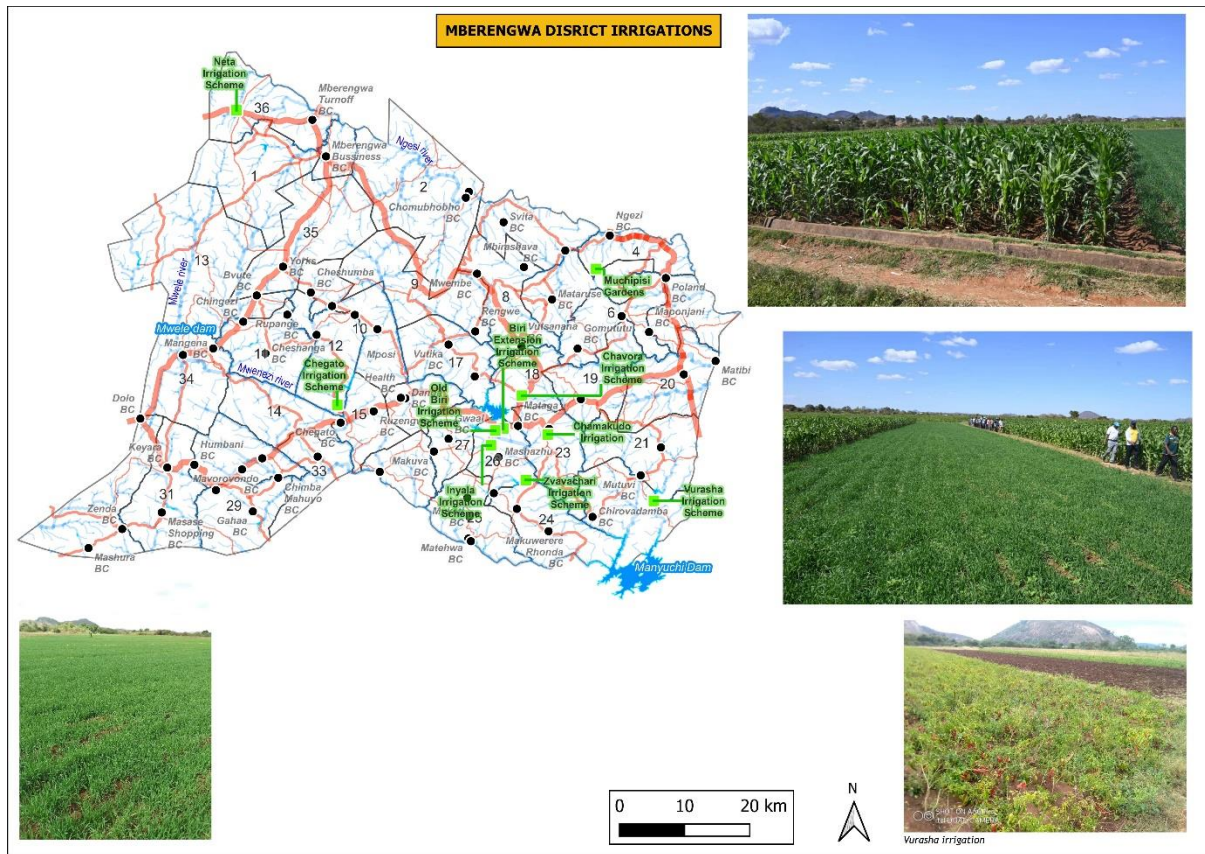 MBERENGWA DISRICT IRRIGATIONS
Neta
Irrigation
Scheme
36
Mberengwa
Turnoff
BC
Mberengwa
Bussiness
BC
Ngesi river
1
2
Chomubhobho
BC
35
Svita
BC
Ngezi
BC
4
13
Mwele river
Yorks
BC
Cheshumba
BC
Mbirashava
BC
Muchipisi
Gardens
Poland
BC
Bvute
BC
9
Mwembe
BC
8
Mataruse
BC
6
Maponjani
BC
Chingezi
BC
Rengwe
BC
Biri
Extension
Irrigation
Scheme
Vutsanana
Gomututu
BC
Mwele dam
Rupange
BC
10
Mangena
BC
11
Cheshanga
BC
12
Mposi
Vutika
BC
17
Chavora
Irrigation
Scheme
Matibi
BC
34
Chegato
Irrigation
Scheme
Health
BC
18
19
20
Mwenezi river
Old
Biri
Irrigation
Scheme
Mataga
BC
Dolo
BC
14
15
Gwaai
BC
Chamakudo
Irrigation
Chegato
BC
27
23
21
Keyara
BC
Humbani
BC
33
Makuva
BC
26
Mashazhu
BC
Mutuvi
BC
Mavorovondo
BC
Chimba
Mahuyo
BC
Inyala
Irrigation
Scheme
Zvavachari
Irrigation
Scheme
Vurasha
Irrigation
Scheme
31
29
Zenda
BC
Masase
Shopping
BC
Gahaa
BC
25
24
Chirovadamba
BC
Mashura
BC
Matehwa
BC
Makuwerere
Rhonda
BC
Manyuchi Dam
0 10 20 km
N
Vurasha irrigation